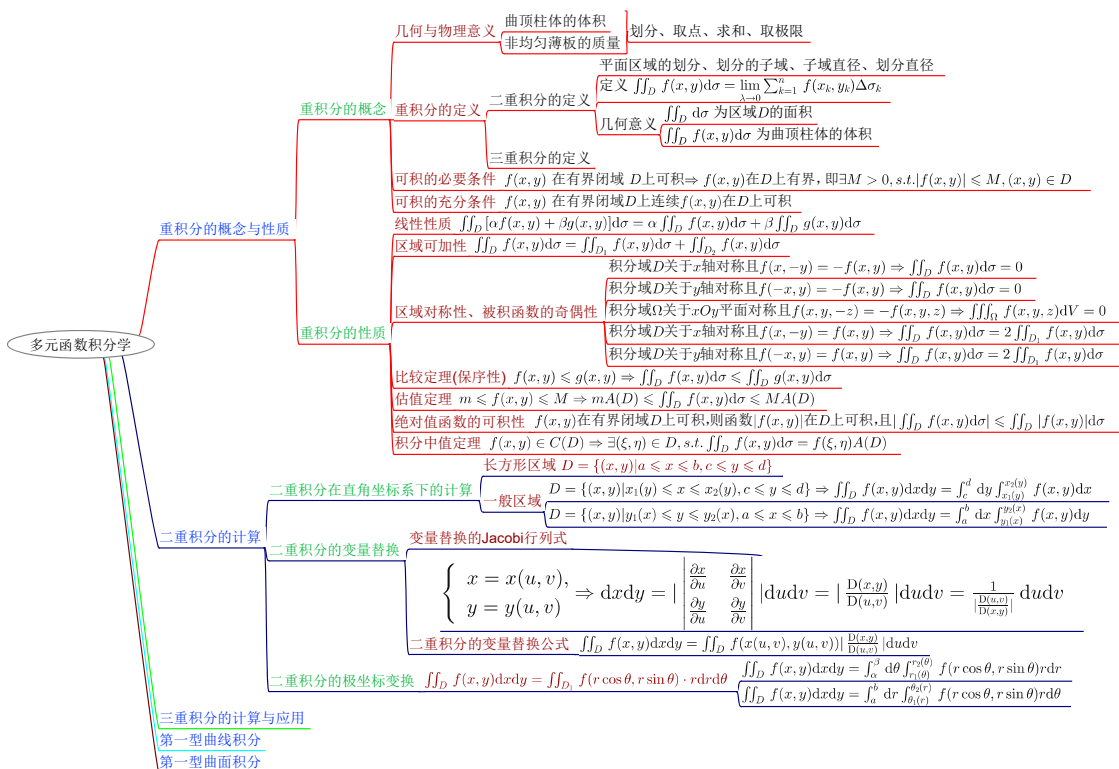 多元函数积分学
重积分的概念与性质
重积分的概念
几何与物理意义
曲顶柱体的体积
非均匀薄板的质量
划分、取点、求和、取极限
重积分的定义
二重积分的定义
平面区域的划分、划分的子域、子域直径、划分直径
定义 ∬_D f(x,y)dσ = lim_{λ→0} ∑_{k=1}^n f(x_k,y_k)Δσ_k
几何意义
∬_D dσ 为区域D的面积
∬_D f(x,y)dσ 为曲顶柱体的体积
三重积分的定义
可积的必要条件 f(x,y) 在有界闭域 D上可积⇒ f(x,y)在D上有界，即∃M > 0, s.t.|f(x,y)| ⩽ M, (x,y) ∈ D
可积的充分条件 f(x,y) 在有界闭域D上连续f(x,y)在D上可积
重积分的性质
线性性质 ∬_D [αf(x,y) + βg(x,y)]dσ = α ∬_D f(x,y)dσ + β ∬_D g(x,y)dσ
区域可加性 ∬_D f(x,y)dσ = ∬_{D_1} f(x,y)dσ + ∬_{D_2} f(x,y)dσ
区域对称性、被积函数的奇偶性
积分域D关于x轴对称且f(x,−y) = −f(x,y) ⇒ ∬_D f(x,y)dσ = 0
积分域D关于y轴对称且f(−x,y) = −f(x,y) ⇒ ∬_D f(x,y)dσ = 0
积分域Ω关于xOy平面对称且f(x,y,−z) = −f(x,y,z) ⇒ ∭_Ω f(x,y,z)dV = 0
积分域D关于x轴对称且f(x,−y) = f(x,y) ⇒ ∬_D f(x,y)dσ = 2 ∬_{D_1} f(x,y)dσ
积分域D关于y轴对称且f(−x,y) = f(x,y) ⇒ ∬_D f(x,y)dσ = 2 ∬_{D_1} f(x,y)dσ
比较定理(保序性) f(x,y) ⩽ g(x,y) ⇒ ∬_D f(x,y)dσ ⩽ ∬_D g(x,y)dσ
估值定理 m ⩽ f(x,y) ⩽ M ⇒ mA(D) ⩽ ∬_D f(x,y)dσ ⩽ MA(D)
绝对值函数的可积性 f(x,y)在有界闭域D上可积,则函数|f(x,y)|在D上可积,且| ∬_D f(x,y)dσ| ⩽ ∬_D |f(x,y)|dσ
积分中值定理 f(x,y) ∈ C(D) ⇒ ∃(ξ,η) ∈ D, s.t. ∬_D f(x,y)dσ = f(ξ,η)A(D)
二重积分的计算
二重积分在直角坐标系下的计算
长方形区域 D = {(x,y)|a ⩽ x ⩽ b, c ⩽ y ⩽ d}
一般区域
D = {(x,y)|x_1(y) ⩽ x ⩽ x_2(y), c ⩽ y ⩽ d} ⇒ ∬_D f(x,y)dxdy = ∫_c^d dy ∫_{x_1(y)}^{x_2(y)} f(x,y)dx
D = {(x,y)|y_1(x) ⩽ y ⩽ y_2(x), a ⩽ x ⩽ b} ⇒ ∬_D f(x,y)dxdy = ∫_a^b dx ∫_{y_1(x)}^{y_2(x)} f(x,y)dy
二重积分的变量替换
变量替换的Jacobi行列式
{ x = x(u,v), y = y(u,v) ⇒ dxdy = | |∂x/∂u ∂x/∂v ; ∂y/∂u ∂y/∂v| |dudv = | D(x,y)/D(u,v) |dudv = 1/|D(u,v)/D(x,y)| dudv
二重积分的变量替换公式 ∬_D f(x,y)dxdy = ∬_D f(x(u,v),y(u,v))| D(x,y)/D(u,v) |dudv
二重积分的极坐标变换 ∬_D f(x,y)dxdy = ∬_{D_1} f(r cos θ, r sin θ) · rdrdθ
∬_D f(x,y)dxdy = ∫_α^β dθ ∫_{r_1(θ)}^{r_2(θ)} f(r cos θ, r sin θ)rdr
∬_D f(x,y)dxdy = ∫_a^b dr ∫_{θ_1(r)}^{θ_2(r)} f(r cos θ, r sin θ)rdθ
三重积分的计算与应用
第一型曲线积分
第一型曲面积分